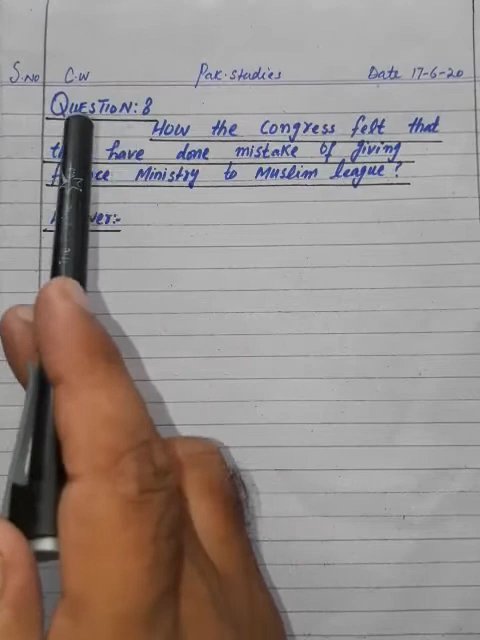 S.No C.W Pak.studies Date 17-6-20
QUESTION: 8
How the Congress felt that
have done mistake of giving
Ministry to Muslim league?